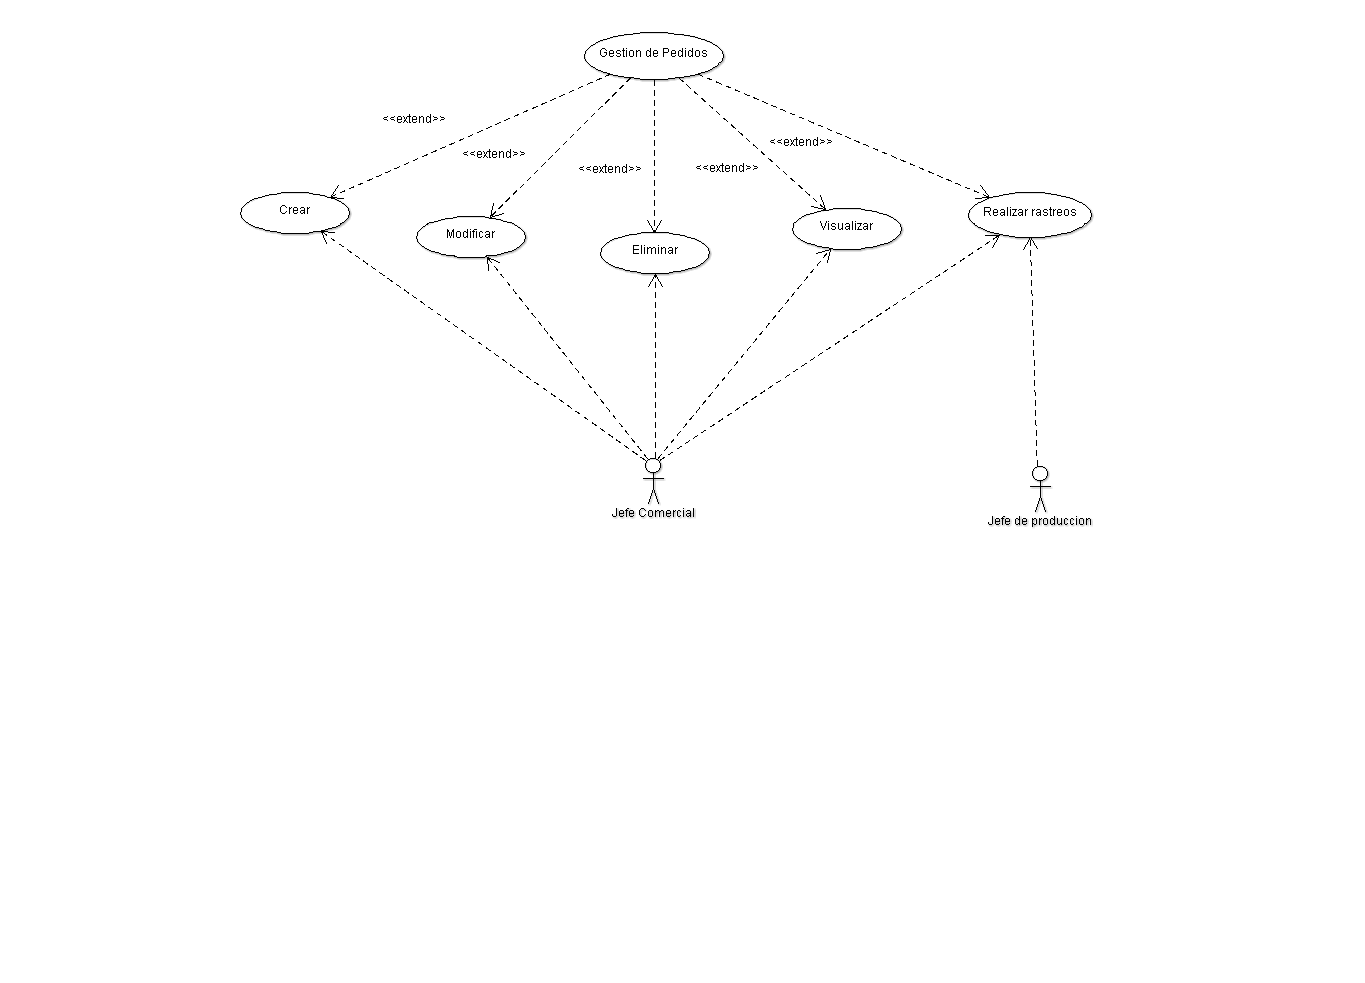 Gestion de Pedidos
<<extend>>
<<extend>>
<<extend>>
<<extend>>
<<extend>>
Crear
Modificar
Eliminar
Visualizar
Realizar rastreos
Jefe Comercial
Jefe de produccion